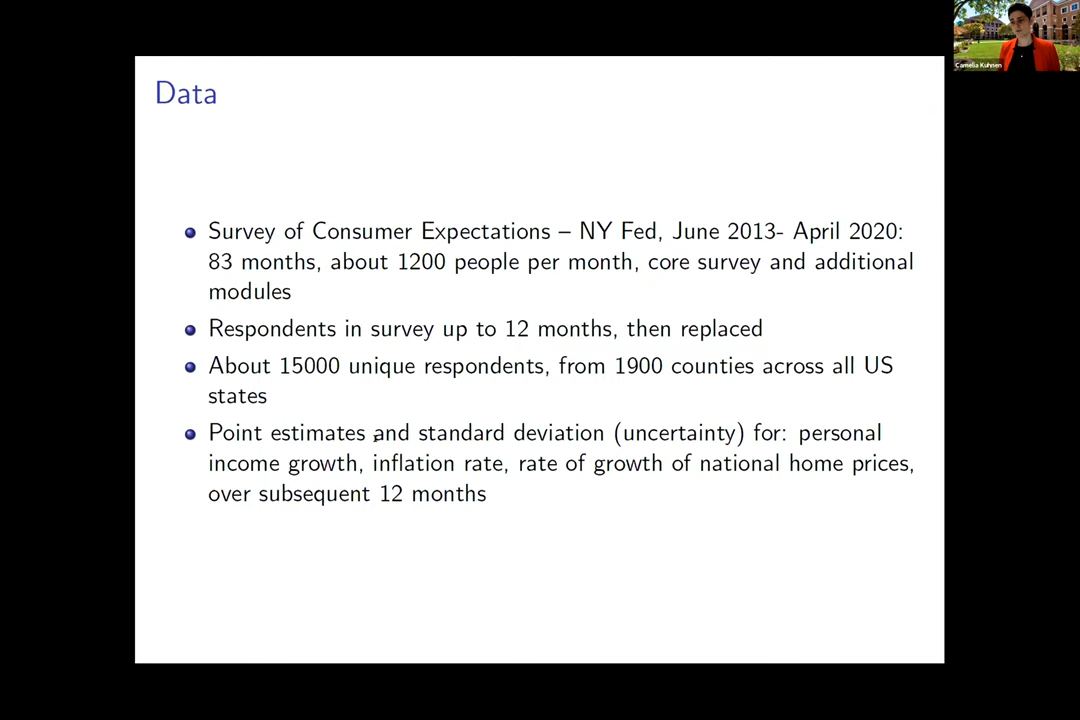 Camelia Kuhnen
Data
Survey of Consumer Expectations – NY Fed, June 2013- April 2020:
83 months, about 1200 people per month, core survey and additional
modules
Respondents in survey up to 12 months, then replaced
About 15000 unique respondents, from 1900 counties across all US
states
Point estimates and standard deviation (uncertainty) for: personal
income growth, inflation rate, rate of growth of national home prices,
over subsequent 12 months